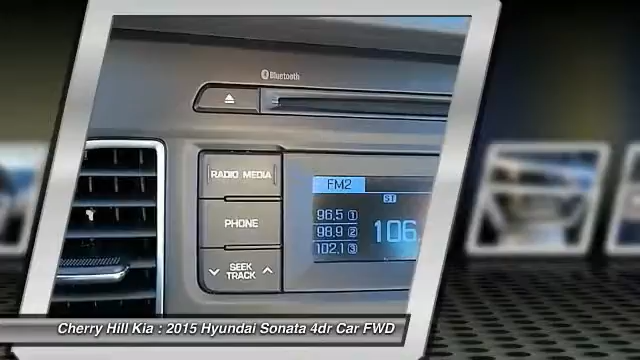 Bluetooth
RADIO MEDIA
FM2
ST
PHONE
96.5 1
98.9 2
102.1 3
106.
SEEK
TRACK
Cherry Hill Kia : 2015 Hyundai Sonata 4dr Car FWD